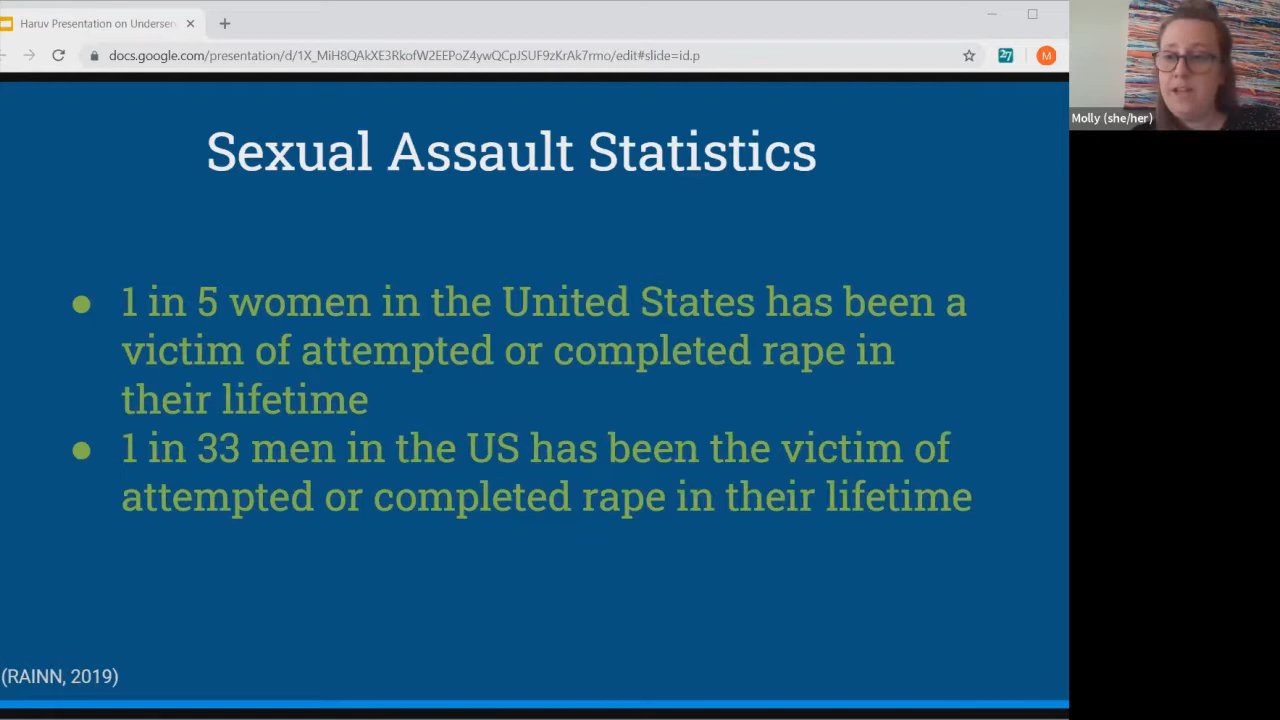 Haruv Presentation on Underser
docs.google.com/presentation/d/1X_MiH8QAkXE3RkofW2EEPoZ4ywQCpJSUF9zKrAk7rmo/edit#slide=id.p
27
M
Molly (she/her)
Sexual Assault Statistics
● 1 in 5 women in the United States has been a
victim of attempted or completed rape in
their lifetime
● 1 in 33 men in the US has been the victim of
attempted or completed rape in their lifetime
(RAINN, 2019)